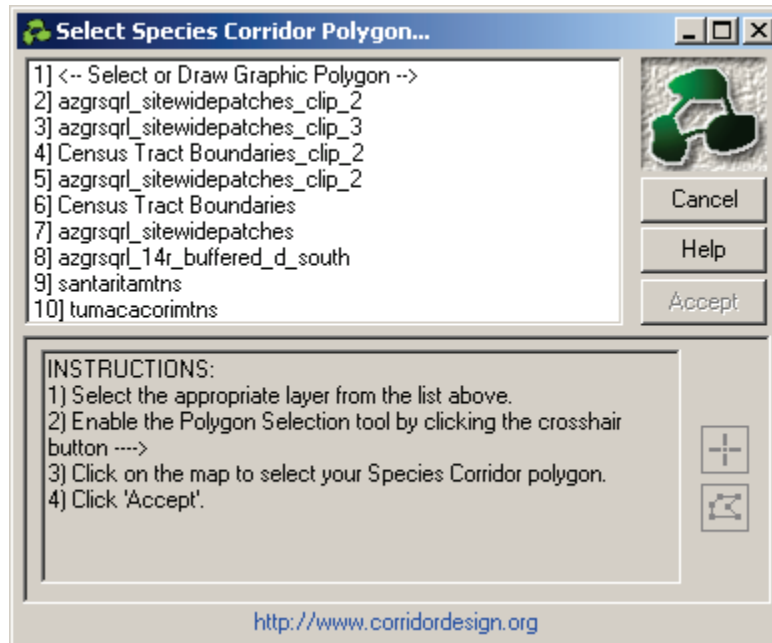 Select Species Corridor Polygon...
1] <-- Select or Draw Graphic Polygon -->
2] azgrsqrl_sitewidepatches_clip_2
3] azgrsqrl_sitewidepatches_clip_3
4] Census Tract Boundaries_clip_2
5] azgrsqrl_sitewidepatches_clip_2
6] Census Tract Boundaries
7] azgrsqrl_sitewidepatches
8] azgrsqrl_14r_buffered_d_south
9] santaritamtns
10] tumacacorimtns
Cancel
Help
Accept
INSTRUCTIONS:
1) Select the appropriate layer from the list above.
2) Enable the Polygon Selection tool by clicking the crosshair
button ---->
3) Click on the map to select your Species Corridor polygon.
4) Click 'Accept'.
http://www.corridordesign.org